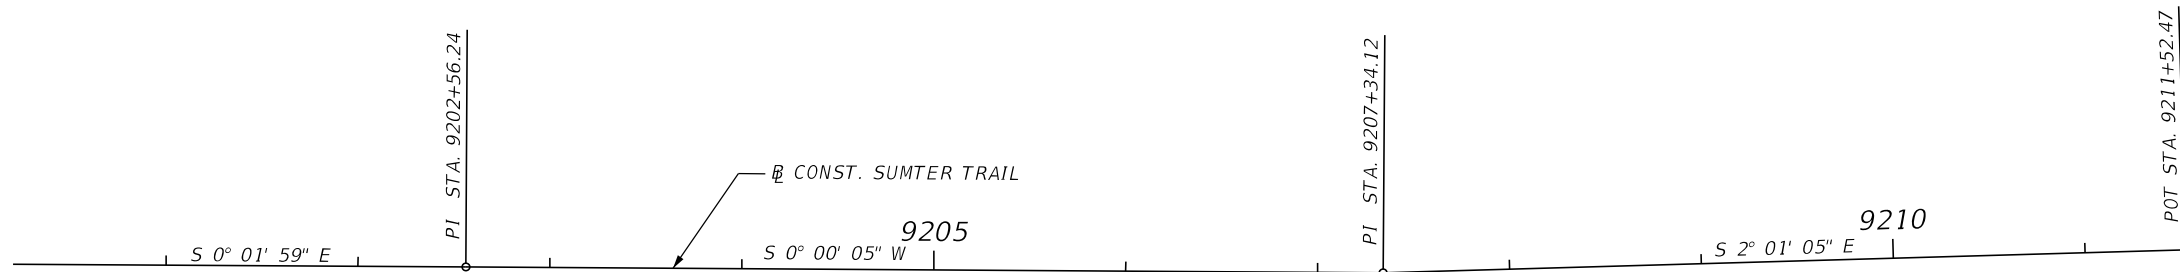 PI STA. 9202+56.24
PI STA. 9207+34.12
POT STA. 9211+52.47
BL CONST. SUMTER TRAIL
9205
9210
S 0° 01' 59" E
S 0° 00' 05" W
S 2° 01' 05" E